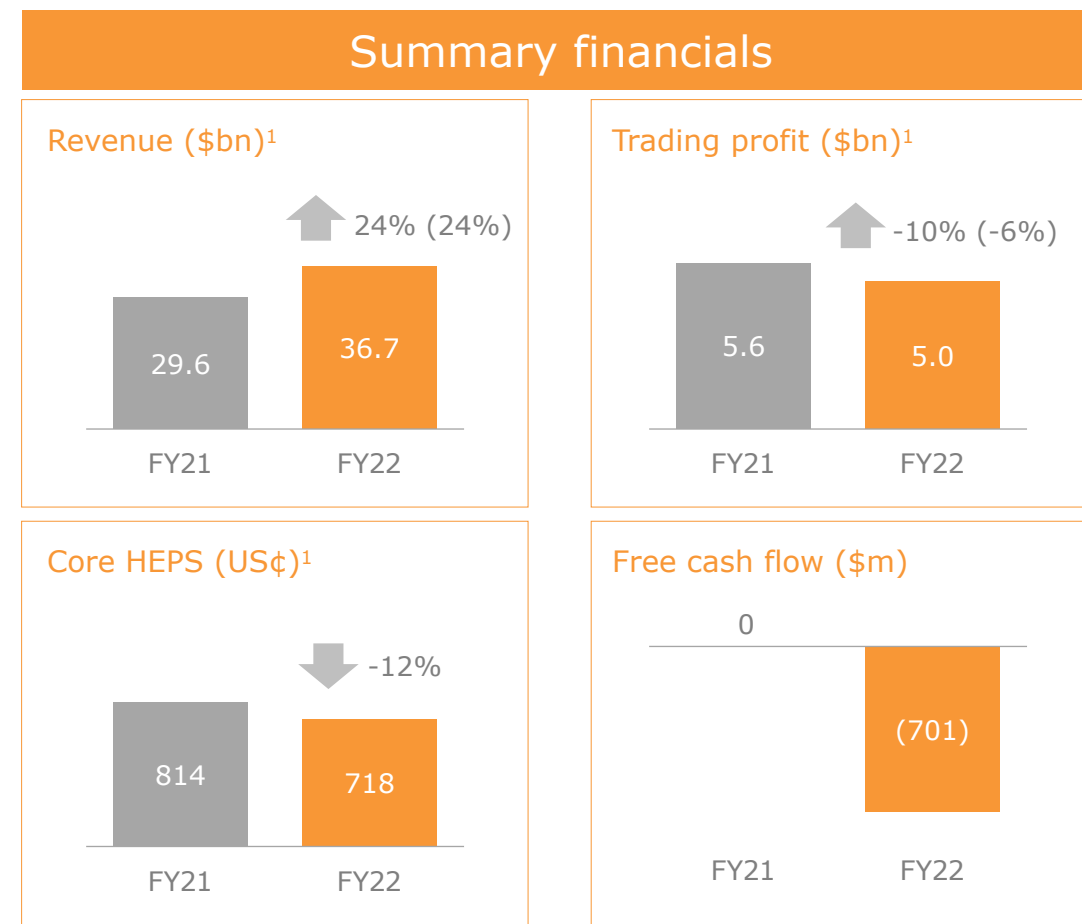 Summary financials
Revenue ($bn)¹
24% (24%)
29.6
36.7
FY21 FY22
Trading profit ($bn)¹
-10% (-6%)
5.6
5.0
FY21 FY22
Core HEPS (US¢)¹
-12%
814
718
FY21 FY22
Free cash flow ($m)
0
(701)
FY21 FY22